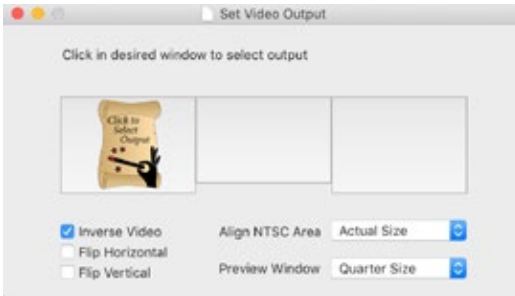 Set Video Output
Click in desired window to select output
Click to
Select
Output
Inverse Video
Align NTSC Area
Actual Size
Flip Horizontal
Flip Vertical
Preview Window
Quarter Size